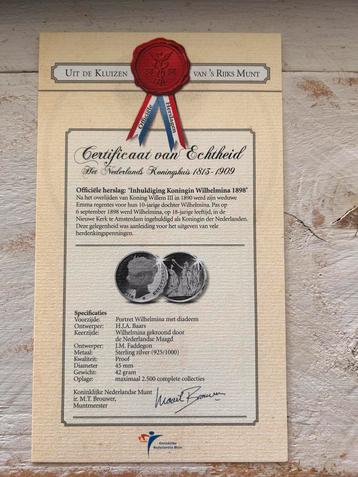 Uit de Kluizen van 's Rijks Munt
Officiële Herslagen
Certificaat van Echtheid
Het Nederlands Koningshuis 1815-1909
Officiële herslag: "Inhuldiging Koningin Wilhelmina 1898"
Na het overlijden van Koning Willem III in 1890 werd zijn weduwe
Emma regentes voor hun 10-jarige dochter Wilhelmina. Pas op
6 september 1898 werd Wilhelmina, op 18-jarige leeftijd, in de
Nieuwe Kerk te Amsterdam ingehuldigd als Koningin der Nederlanden.
Deze gelegenheid was aanleiding voor het uitgeven van vele
herdenkingspenningen.
Specificaties
Voorzijde: Portret Wilhelmina met diadeem
Ontwerper: H.J.A. Baars
Keerzijde: Wilhelmina gekroond door
de Nederlandse Maagd
Ontwerper: J.M. Faddegon
Metaal: Sterling zilver (925/1000)
Kwaliteit: Proof
Diameter 45 mm
Gewicht: 42 gram
Oplage: maximaal 2.500 complete collecties
Koninklijke Nederlandse Munt
ir. M.T. Brouwer,
Muntmeester
Koninklijke
Nederlandse Munt